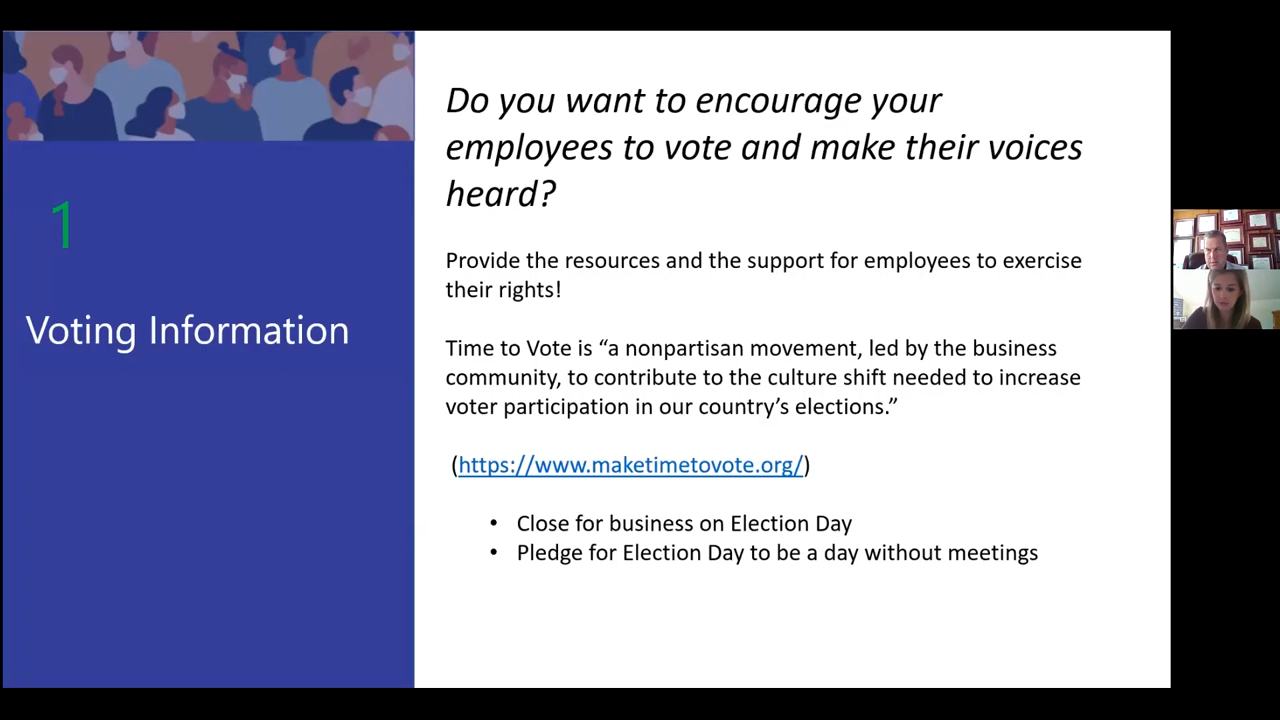 1
Voting Information
Do you want to encourage your
employees to vote and make their voices
heard?
Provide the resources and the support for employees to exercise
their rights!
Time to Vote is “a nonpartisan movement, led by the business
community, to contribute to the culture shift needed to increase
voter participation in our country’s elections.”
(https://www.maketimetovote.org/)
• Close for business on Election Day
• Pledge for Election Day to be a day without meetings